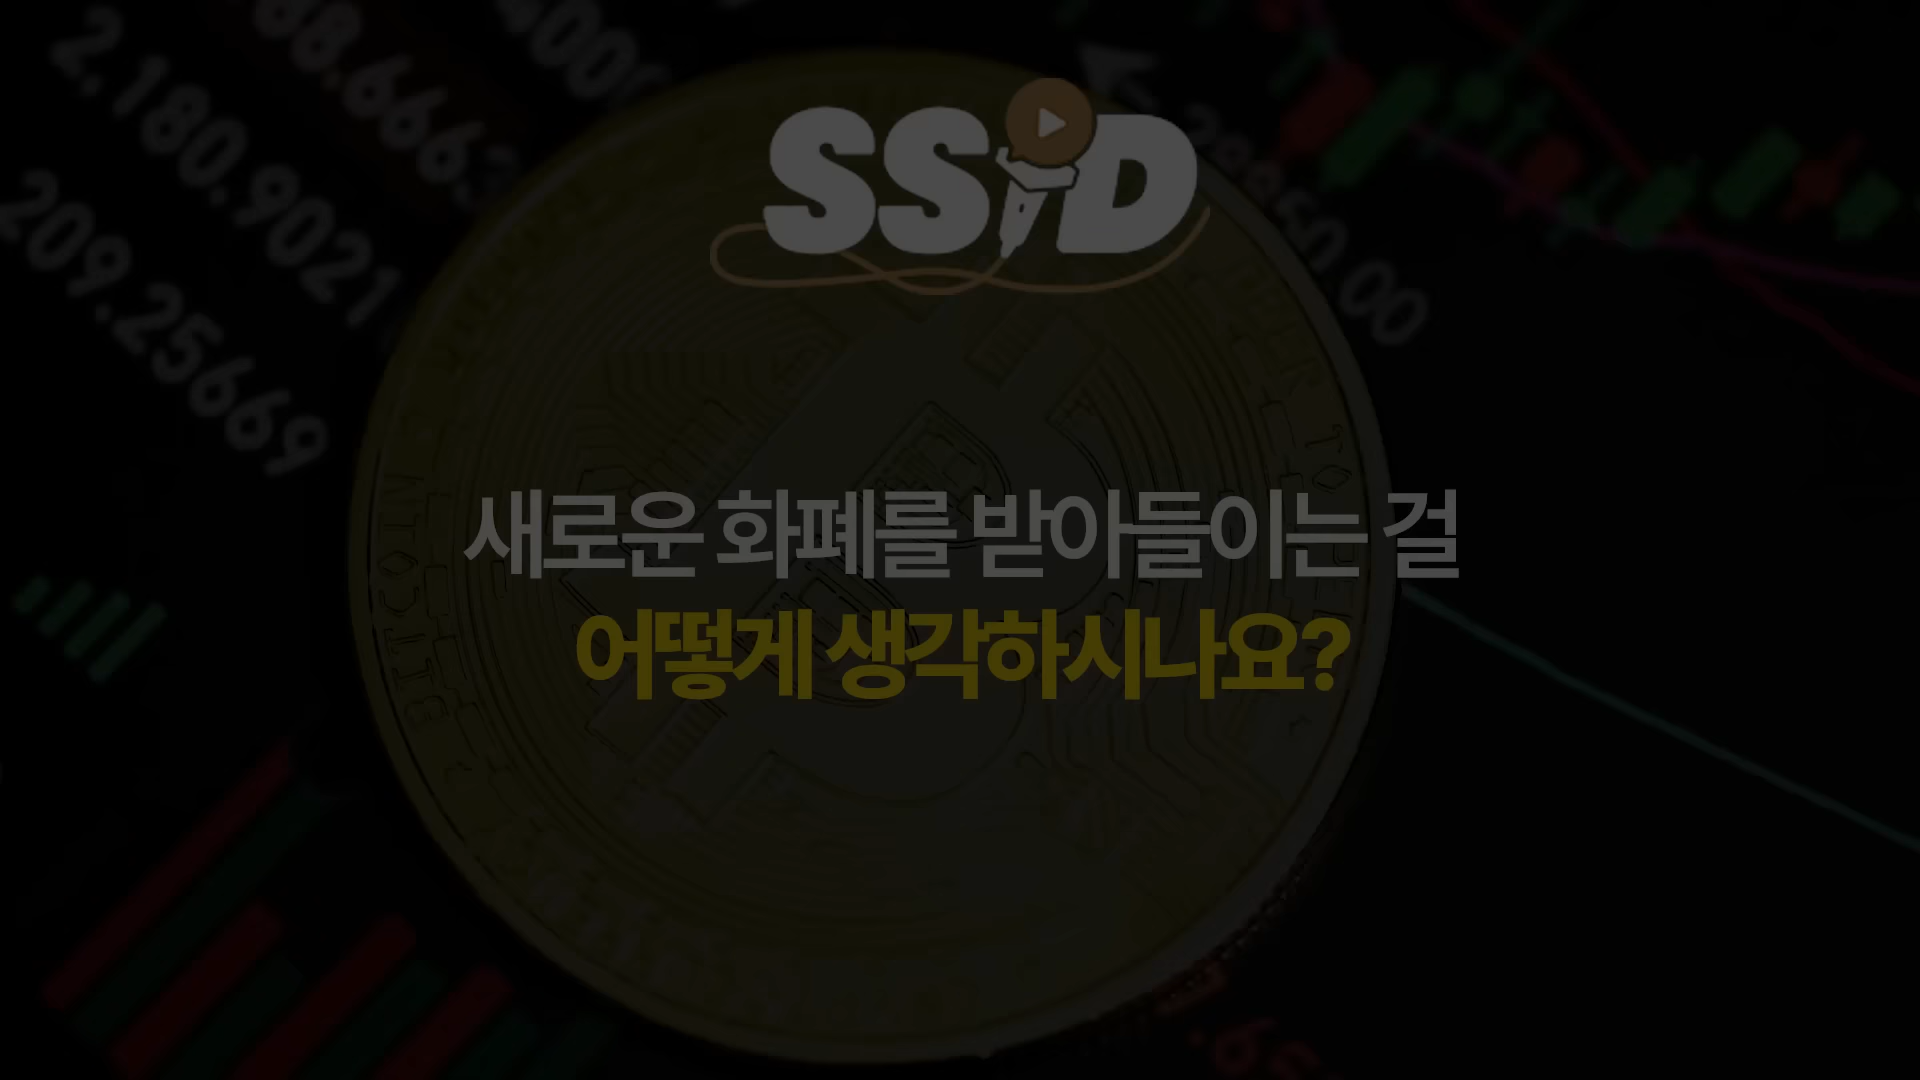 SSiD
새로운 화폐를 받아들이는 걸
어떻게 생각하시나요?
2.180.9021
209.25669
BITCOIN